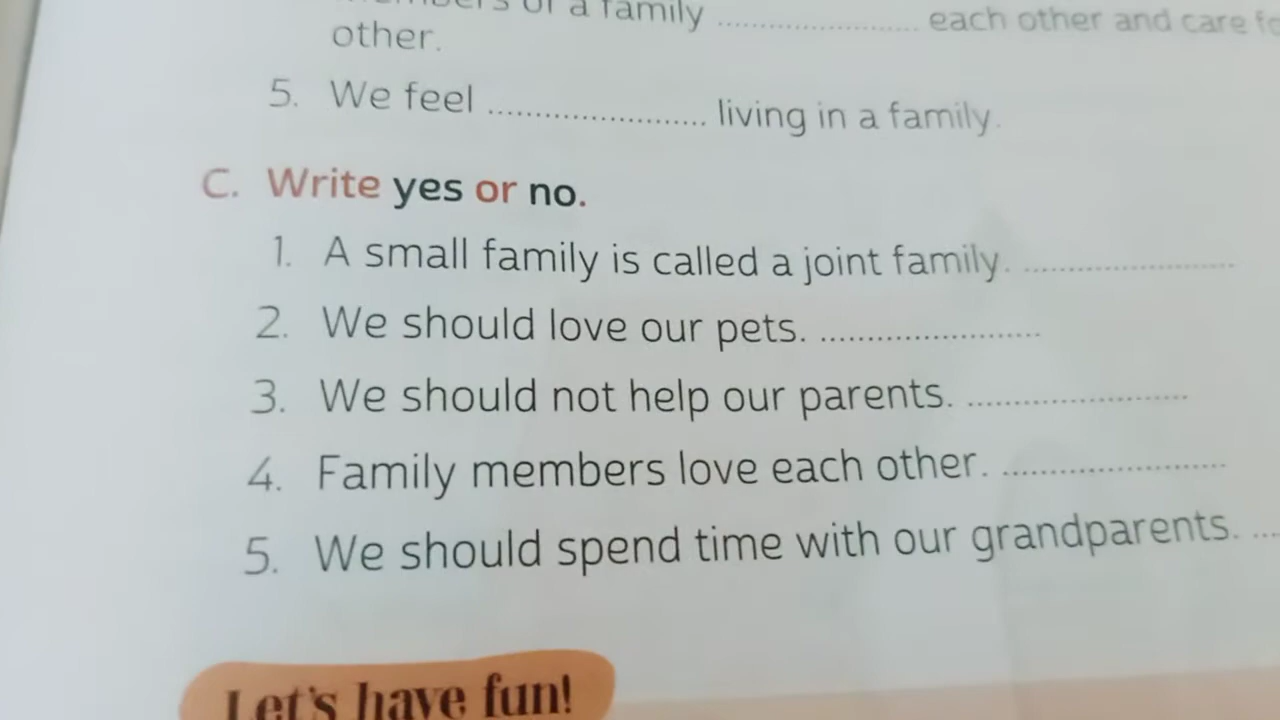 of a family .................... each other and care
other.
5. We feel ...................... living in a family.
C. Write yes or no.
1. A small family is called a joint family. .....................
2. We should love our pets. ......................
3. We should not help our parents. ......................
4. Family members love each other. ......................
5. We should spend time with our grandparents. ...
Let's have fun!